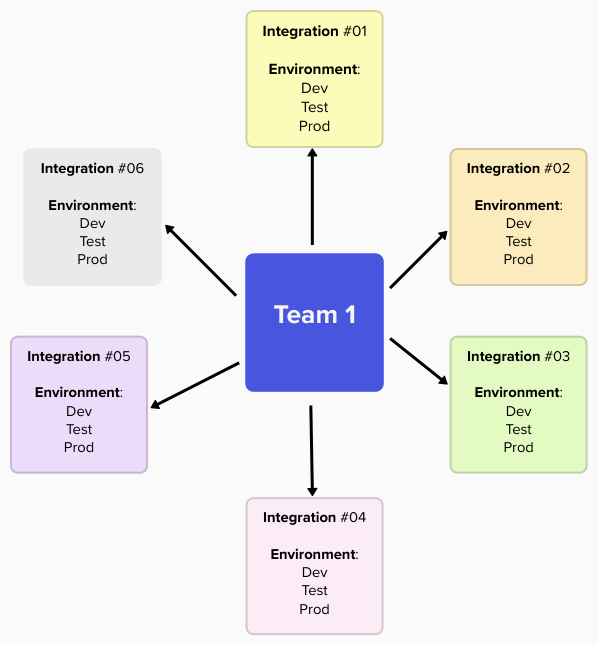 Integration #01
Environment:
Dev
Test
Prod
Integration #06
Environment:
Dev
Test
Prod
Integration #02
Environment:
Dev
Test
Prod
Team 1
Integration #05
Environment:
Dev
Test
Prod
Integration #03
Environment:
Dev
Test
Prod
Integration #04
Environment:
Dev
Test
Prod